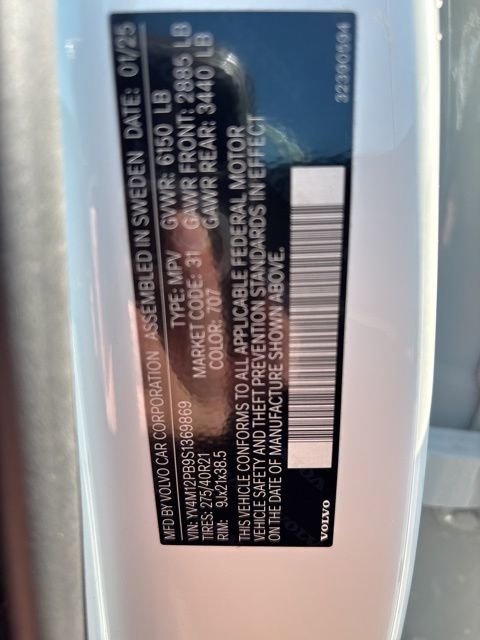 MFD BY VOLVO CAR CORPORATION ASSEMBLED IN SWEDEN DATE: 01/25
VIN: YV4M12PB9S1369869 TYPE: MPV GVWR: 6150 LB
TIRES: 275/40R21 MARKET CODE: 31 GAWR FRONT: 2885 LB
RIM: 9Jx21x38.5 COLOR: 707 GAWR REAR: 3440 LB
THIS VEHICLE CONFORMS TO ALL APPLICABLE FEDERAL MOTOR
VEHICLE SAFETY AND THEFT PREVENTION STANDARDS IN EFFECT
ON THE DATE OF MANUFACTURE SHOWN ABOVE.
VOLVO 32390594